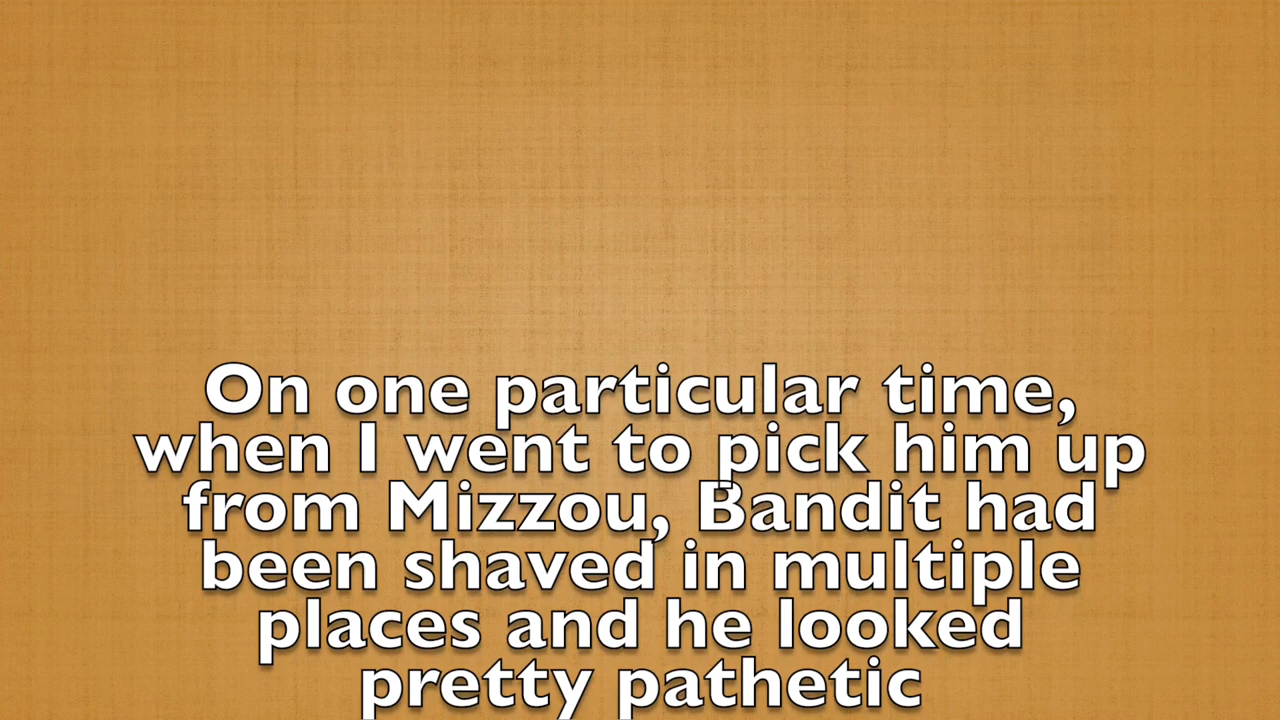 On one particular time,
when I went to pick him up
from Mizzou, Bandit had
been shaved in multiple
places and he looked
pretty pathetic